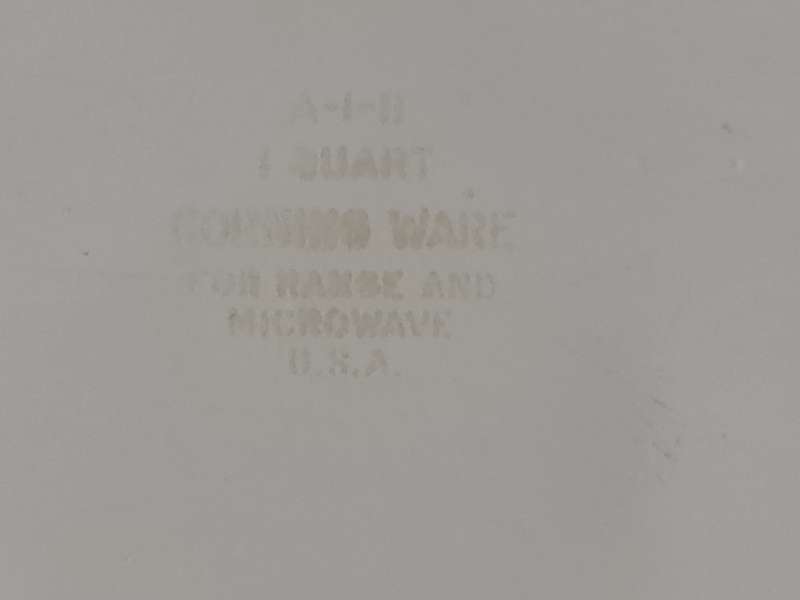 A-1-B
1 QUART
CORNING WARE
FOR RANGE AND
MICROWAVE
U.S.A.